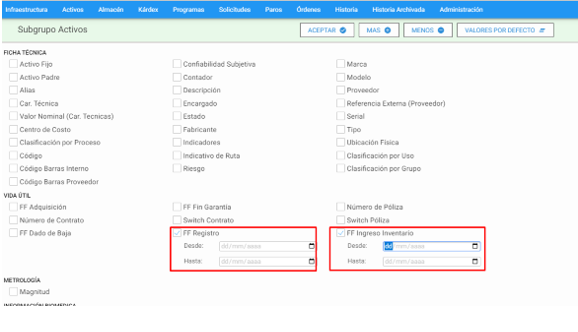 Infraestructura Activos Almacén Kárdex Programas Solicitudes Paros Órdenes Historia Historia Archivada Administración
Subgrupo Activos ACEPTAR MAS MENOS VALORES POR DEFECTO
FICHA TÉCNICA
Activo Fijo Confiabilidad Subjetiva Marca
Activo Padre Contador Modelo
Alias Descripción Proveedor
Car. Técnica Encargado Referencia Externa (Proveedor)
Valor Nominal (Car. Tecnicas) Estado Serial
Centro de Costo Fabricante Tipo
Clasificación por Proceso Indicadores Ubicación Física
Código Indicativo de Ruta Clasificación por Uso
Código Barras Interno Riesgo Clasificación por Grupo
Código Barras Proveedor
VIDA ÚTIL
FF Adquisición FF Fin Garantia Número de Póliza
Número de Contrato Switch Contrato Switch Póliza
FF Dado de Baja FF Registro FF Ingreso Inventario
Desde: dd/mm/aaaa Desde: dd/mm/aaaa
Hasta: dd/mm/aaaa Hasta: dd/mm/aaaa
METROLOGÍA
Magnitud
INFORMACIÓN BIOMEDICA